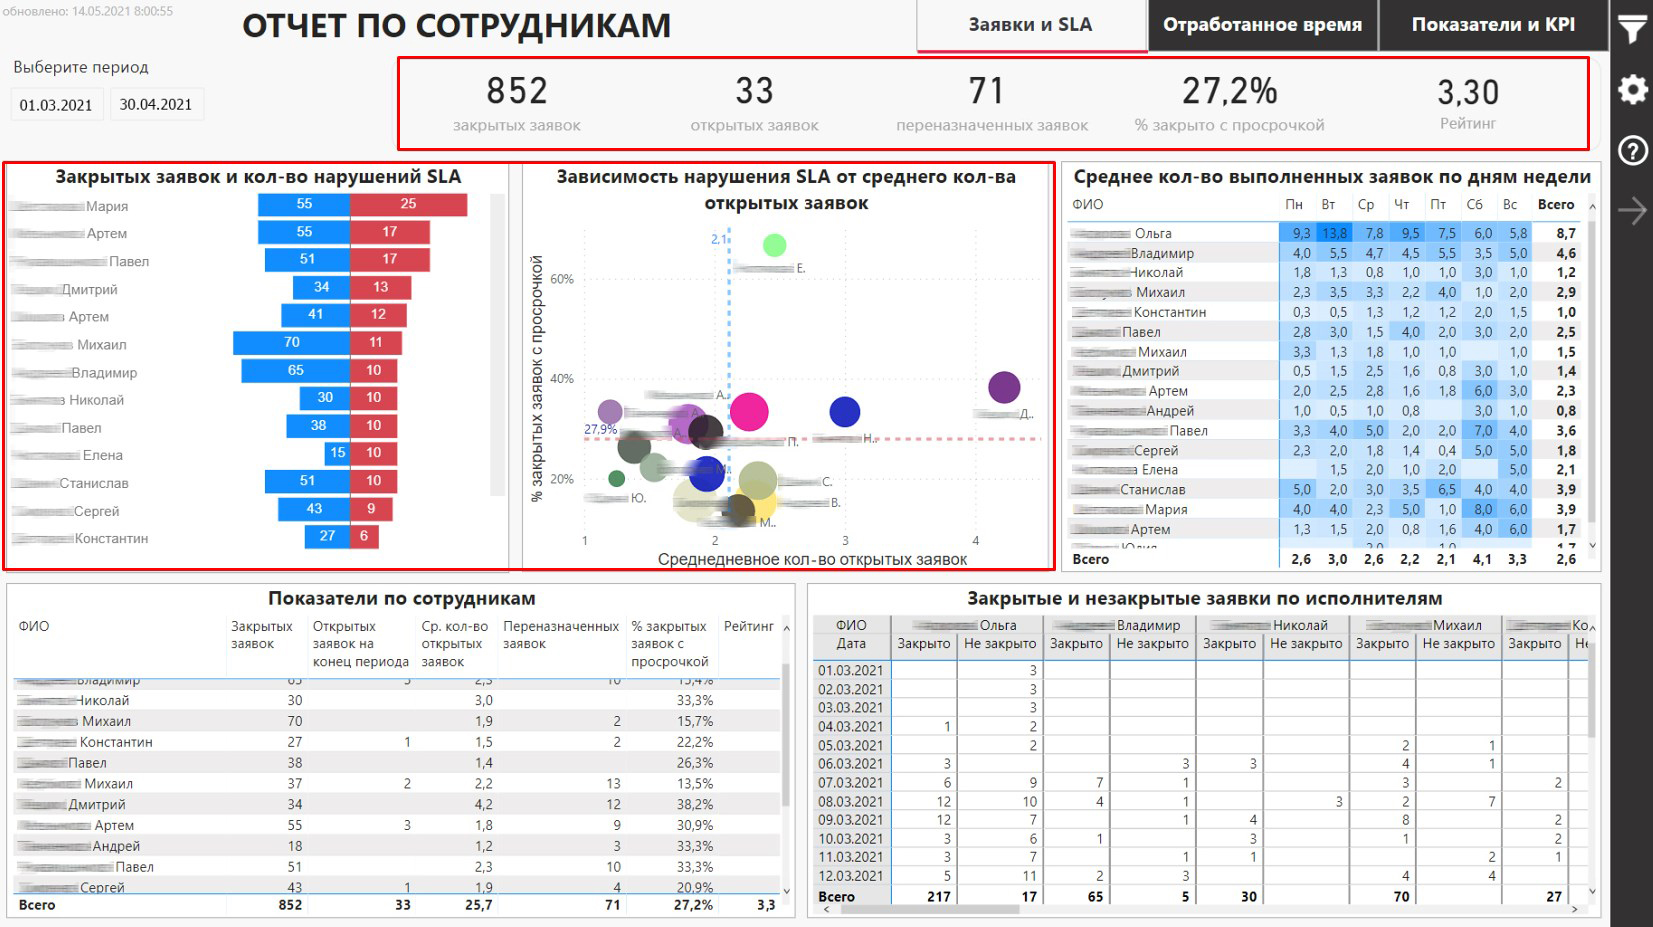 обновлено: 14.05.2021 8:00:55
ОТЧЕТ ПО СОТРУДНИКАМ
Заявки и SLA
Отработанное время
Показатели и KPI
Выберите период
01.03.2021 30.04.2021
852 33 71 27,2% 3,30
закрытых заявок открытых заявок переназначенных заявок % закрыто с просрочкой Рейтинг
Закрытых заявок и кол-во нарушений SLA
Мария 55 25
Артем 55 17
Павел 51 17
Дмитрий 34 13
Артем 41 12
Михаил 70 11
Владимир 65 10
Николай 30 10
Павел 38 10
Елена 15 10
Станислав 51 10
Сергей 43 9
Константин 27 6
Зависимость нарушения SLA от среднего кол-ва
открытых заявок
% закрытых заявок с просрочкой
2,1
Е.
60%
40%
А.
Д..
А.
27,9%
А.
Н..
П.
М..
20%
С.
Ю.
В.
М..
1 2 3 4
Среднедневное кол-во открытых заявок
Среднее кол-во выполненных заявок по дням недели
ФИО Пн Вт Ср Чт Пт Сб Вс Всего
Ольга 9,3 13,8 7,8 9,5 7,5 6,0 5,8 8,7
Владимир 4,0 5,5 4,7 4,5 5,5 3,5 5,0 4,6
Николай 1,8 1,3 0,8 1,0 1,0 3,0 1,0 1,2
Михаил 2,3 3,5 3,3 2,2 4,0 1,0 2,0 2,9
Константин 0,3 0,5 1,3 1,2 1,2 2,0 1,5 1,0
Павел 2,8 3,0 1,5 4,0 2,0 3,0 2,0 2,5
Михаил 3,3 1,3 1,8 1,0 1,0 1,0 1,5
Дмитрий 0,5 1,5 2,5 1,6 0,8 3,0 1,0 1,4
Артем 2,0 2,5 2,8 1,6 1,8 6,0 3,0 2,3
Андрей 1,0 0,5 1,0 0,8 3,0 1,0 0,8
Павел 3,3 4,0 5,0 2,0 2,0 7,0 4,0 3,6
Сергей 2,3 2,0 1,8 1,4 0,4 5,0 5,0 1,8
Елена 1,5 2,0 1,0 2,0 5,0 2,1
Станислав 5,0 2,0 3,0 3,5 6,5 4,0 4,0 3,9
Мария 4,0 4,0 2,3 5,0 1,0 8,0 6,0 3,9
Артем 1,3 1,5 2,0 0,8 1,6 4,0 6,0 1,7
Всего 2,6 3,0 2,6 2,2 2,1 4,1 3,3 2,6
Показатели по сотрудникам
ФИО Закрытых Открытых Ср. кол-во Переназначенных % закрытых Рейтинг
заявок заявок на открытых заявок заявок с
конец периода заявок просрочкой
Николай 30 3,0 33,3%
Михаил 70 1,9 2 15,7%
Константин 27 1 1,5 2 22,2%
Павел 38 1,4 26,3%
Михаил 37 2 2,2 13 13,5%
Дмитрий 34 4,2 12 38,2%
Артем 55 3 1,8 9 30,9%
Андрей 18 1,2 3 33,3%
Павел 51 2,3 10 33,3%
Сергей 43 1 1,9 4 20,9%
Всего 852 33 25,7 71 27,2% 3,3
Закрытые и незакрытые заявки по исполнителям
ФИО Ольга Владимир Николай Михаил Ко
Дата Закрыто Не закрыто Закрыто Не закрыто Закрыто Не закрыто Закрыто Не закрыто Закрыто Не
01.03.2021 3
02.03.2021 3
03.03.2021 3
04.03.2021 1 2
05.03.2021 2 2 1
06.03.2021 3 3 3 4 1
07.03.2021 6 9 7 1 3 2
08.03.2021 12 10 4 1 3 2 7
09.03.2021 12 7 1 4 8 2
10.03.2021 3 6 1 3 1 2
11.03.2021 3 7 1 1 2 1
12.03.2021 5 11 2 3 4 4
Всего 217 17 65 5 30 70 27